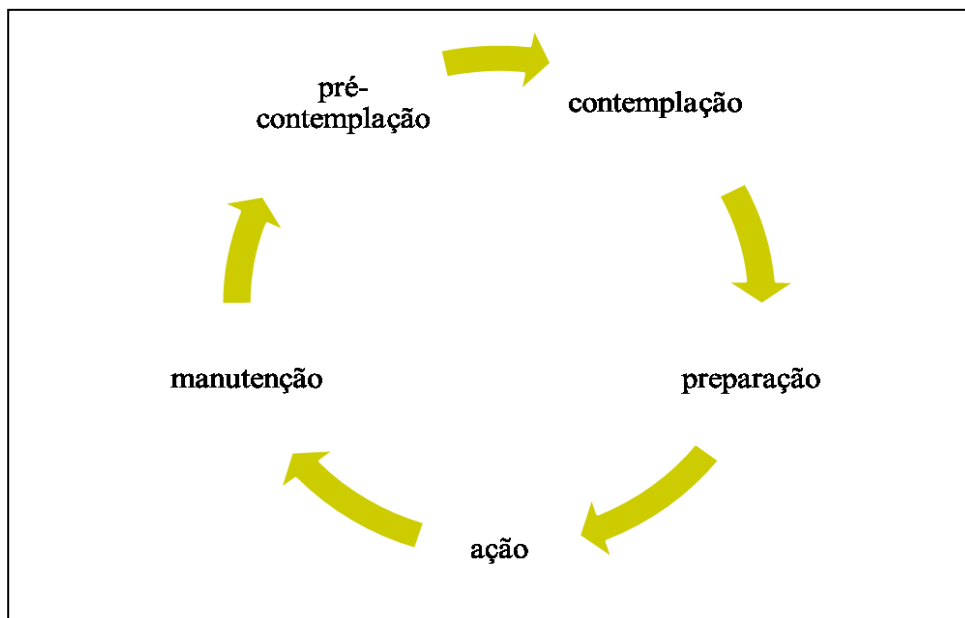 pré-
contemplação
contemplação
preparação
ação
manutenção